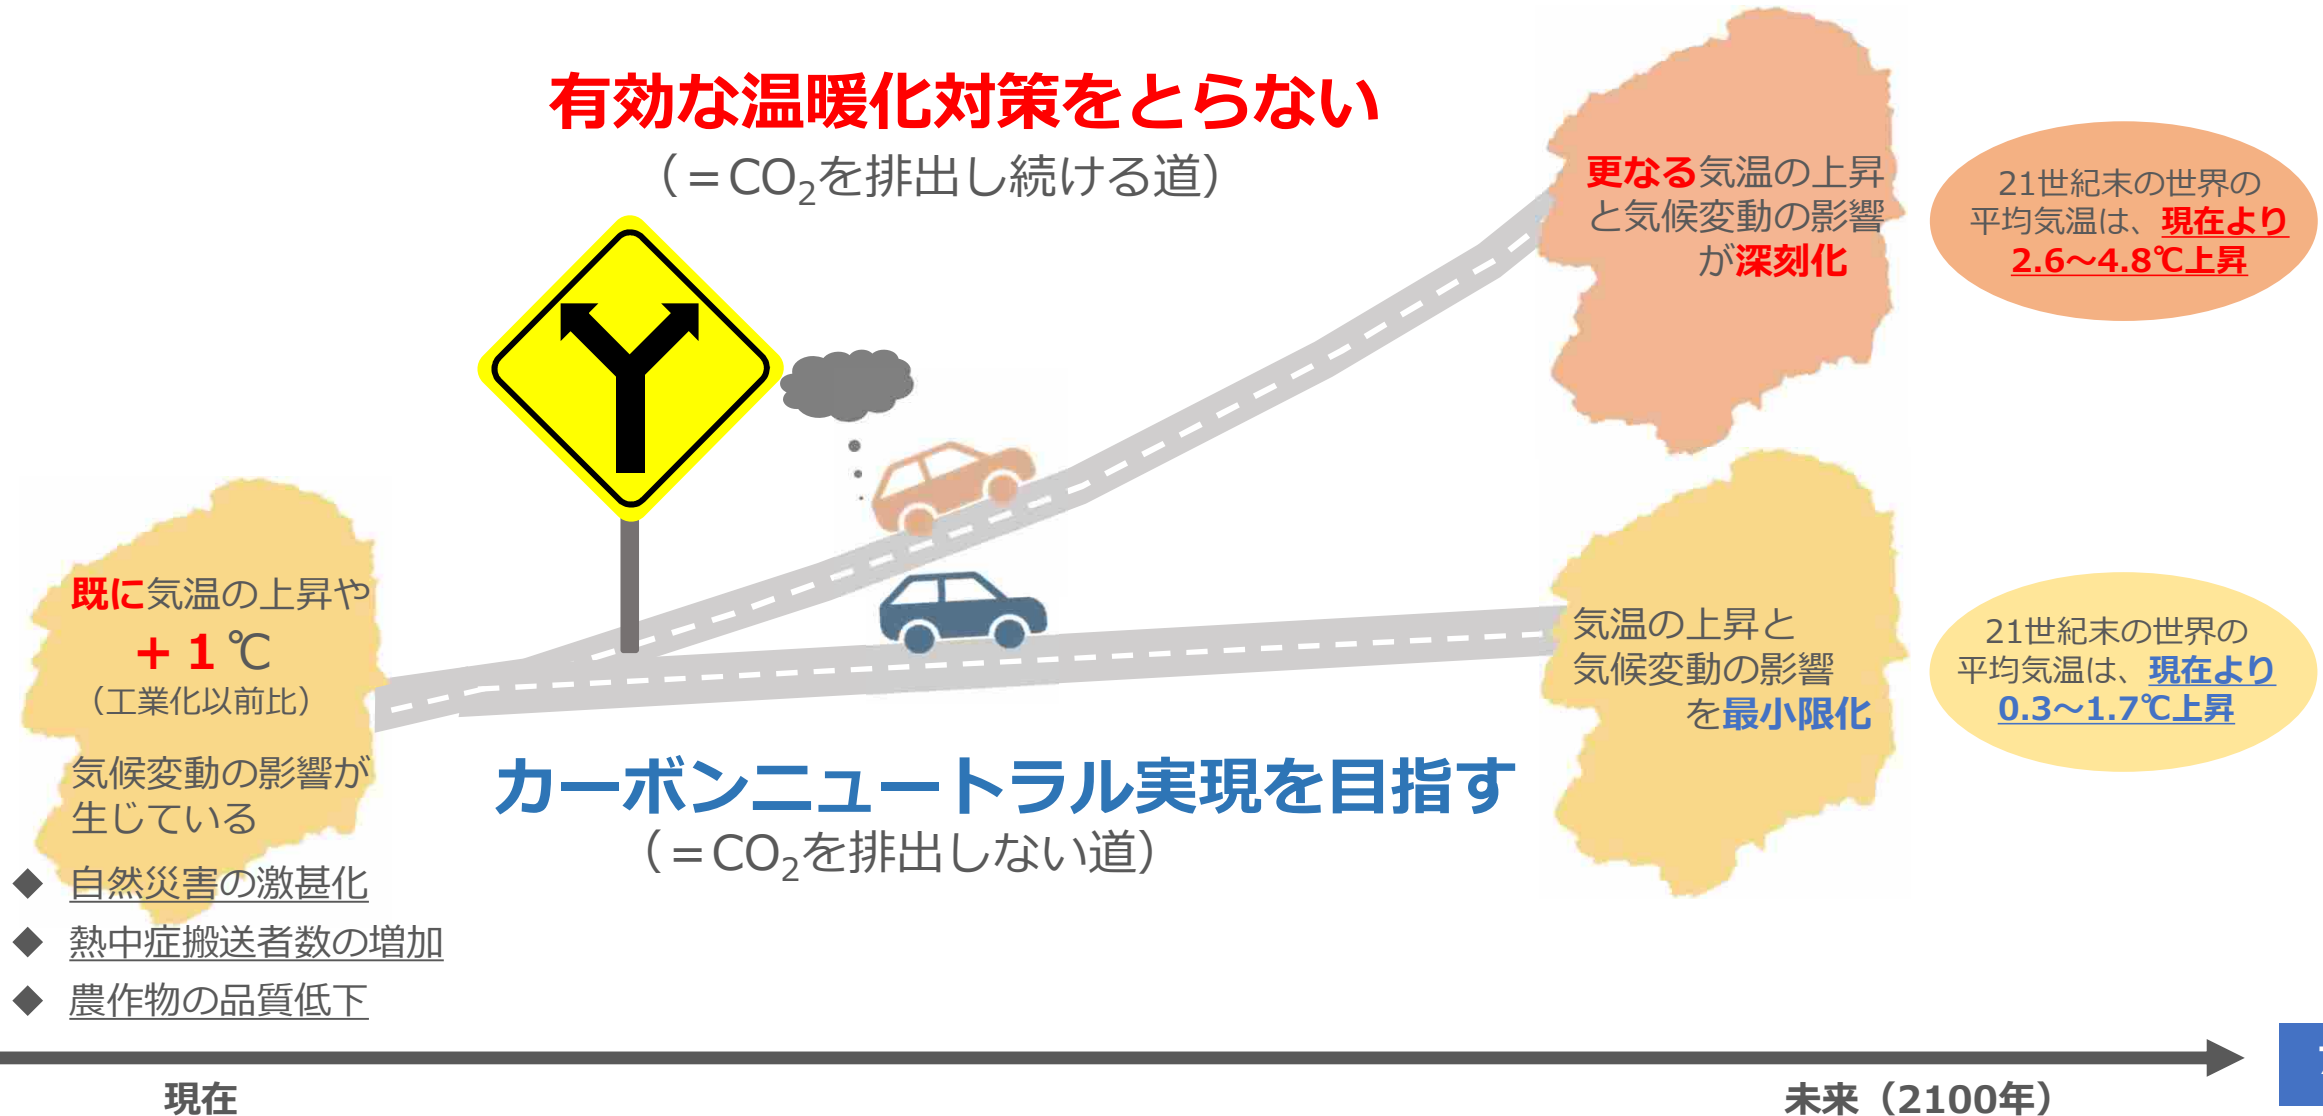 有効な温暖化対策をとらない
（＝CO₂を排出し続ける道）
更なる気温の上昇
と気候変動の影響
が深刻化
21世紀末の世界の
平均気温は、現在より
2.6～4.8℃上昇
既に気温の上昇や
＋１℃
（工業化以前比）
気候変動の影響が
生じている
◆ 自然災害の激甚化
◆ 熱中症搬送者数の増加
◆ 農作物の品質低下
気温の上昇と
気候変動の影響
を最小限化
21世紀末の世界の
平均気温は、現在より
0.3～1.7℃上昇
カーボンニュートラル実現を目指す
（＝CO₂を排出しない道）
現在
未来（2100年）